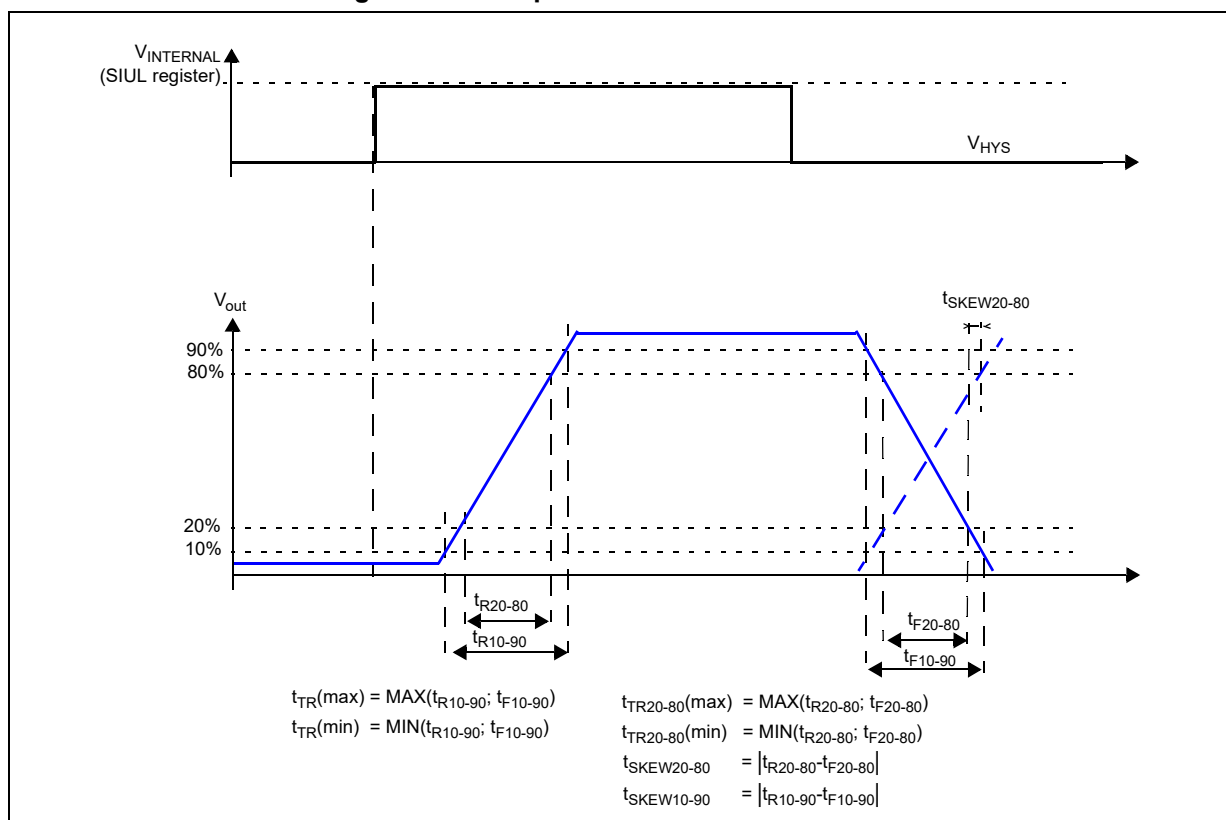 V_INTERNAL
(SIUL register)
V_HYS
V_out
t_SKEW20-80
90%
80%
20%
10%
t_R20-80
t_R10-90
t_F20-80
t_F10-90
t_TR(max) = MAX(t_R10-90; t_F10-90)
t_TR(min) = MIN(t_R10-90; t_F10-90)
t_TR20-80(max) = MAX(t_R20-80; t_F20-80)
t_TR20-80(min) = MIN(t_R20-80; t_F20-80)
t_SKEW20-80 = |t_R20-80-t_F20-80|
t_SKEW10-90 = |t_R10-90-t_F10-90|